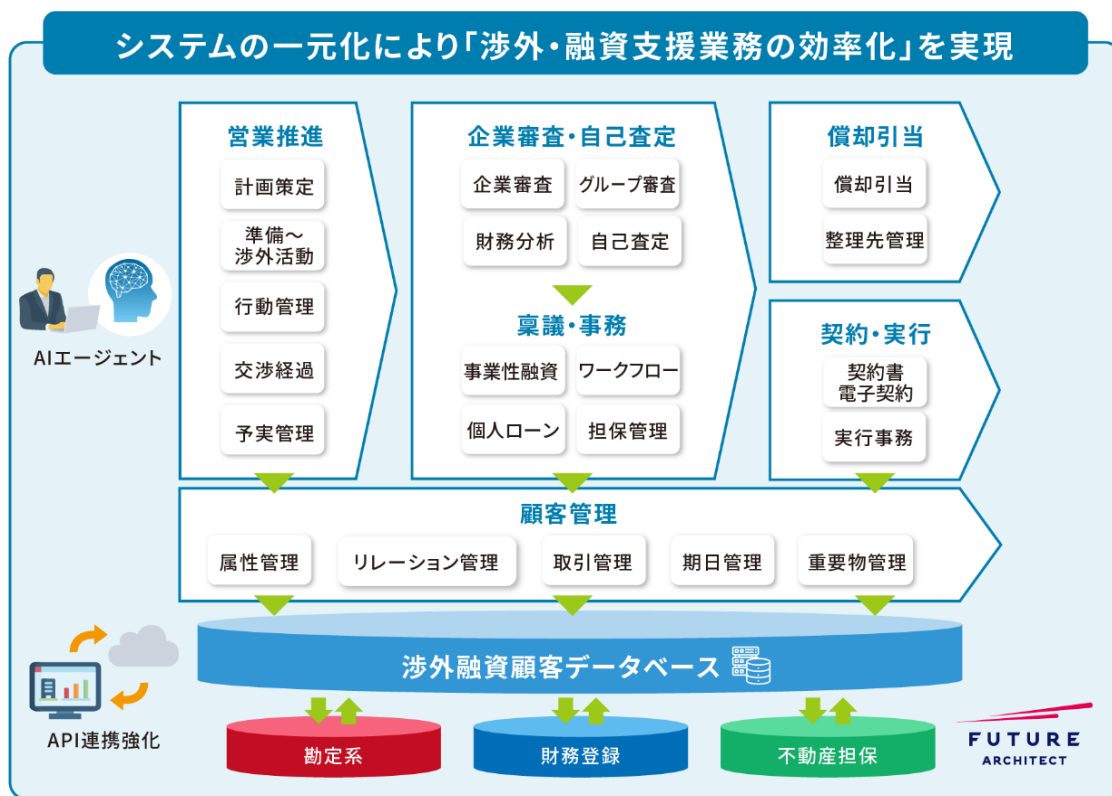 システムの一元化により「渉外・融資支援業務の効率化」を実現
営業推進
計画策定
準備～
渉外活動
行動管理
交渉経過
予実管理
企業審査・自己査定
企業審査
グループ審査
財務分析
自己査定
稟議・事務
事業性融資
ワークフロー
個人ローン
担保管理
償却引当
償却引当
整理先管理
契約・実行
契約書
電子契約
実行事務
AIエージェント
顧客管理
属性管理
リレーション管理
取引管理
期日管理
重要物管理
渉外融資顧客データベース
API連携強化
勘定系
財務登録
不動産担保
FUTURE
ARCHITECT